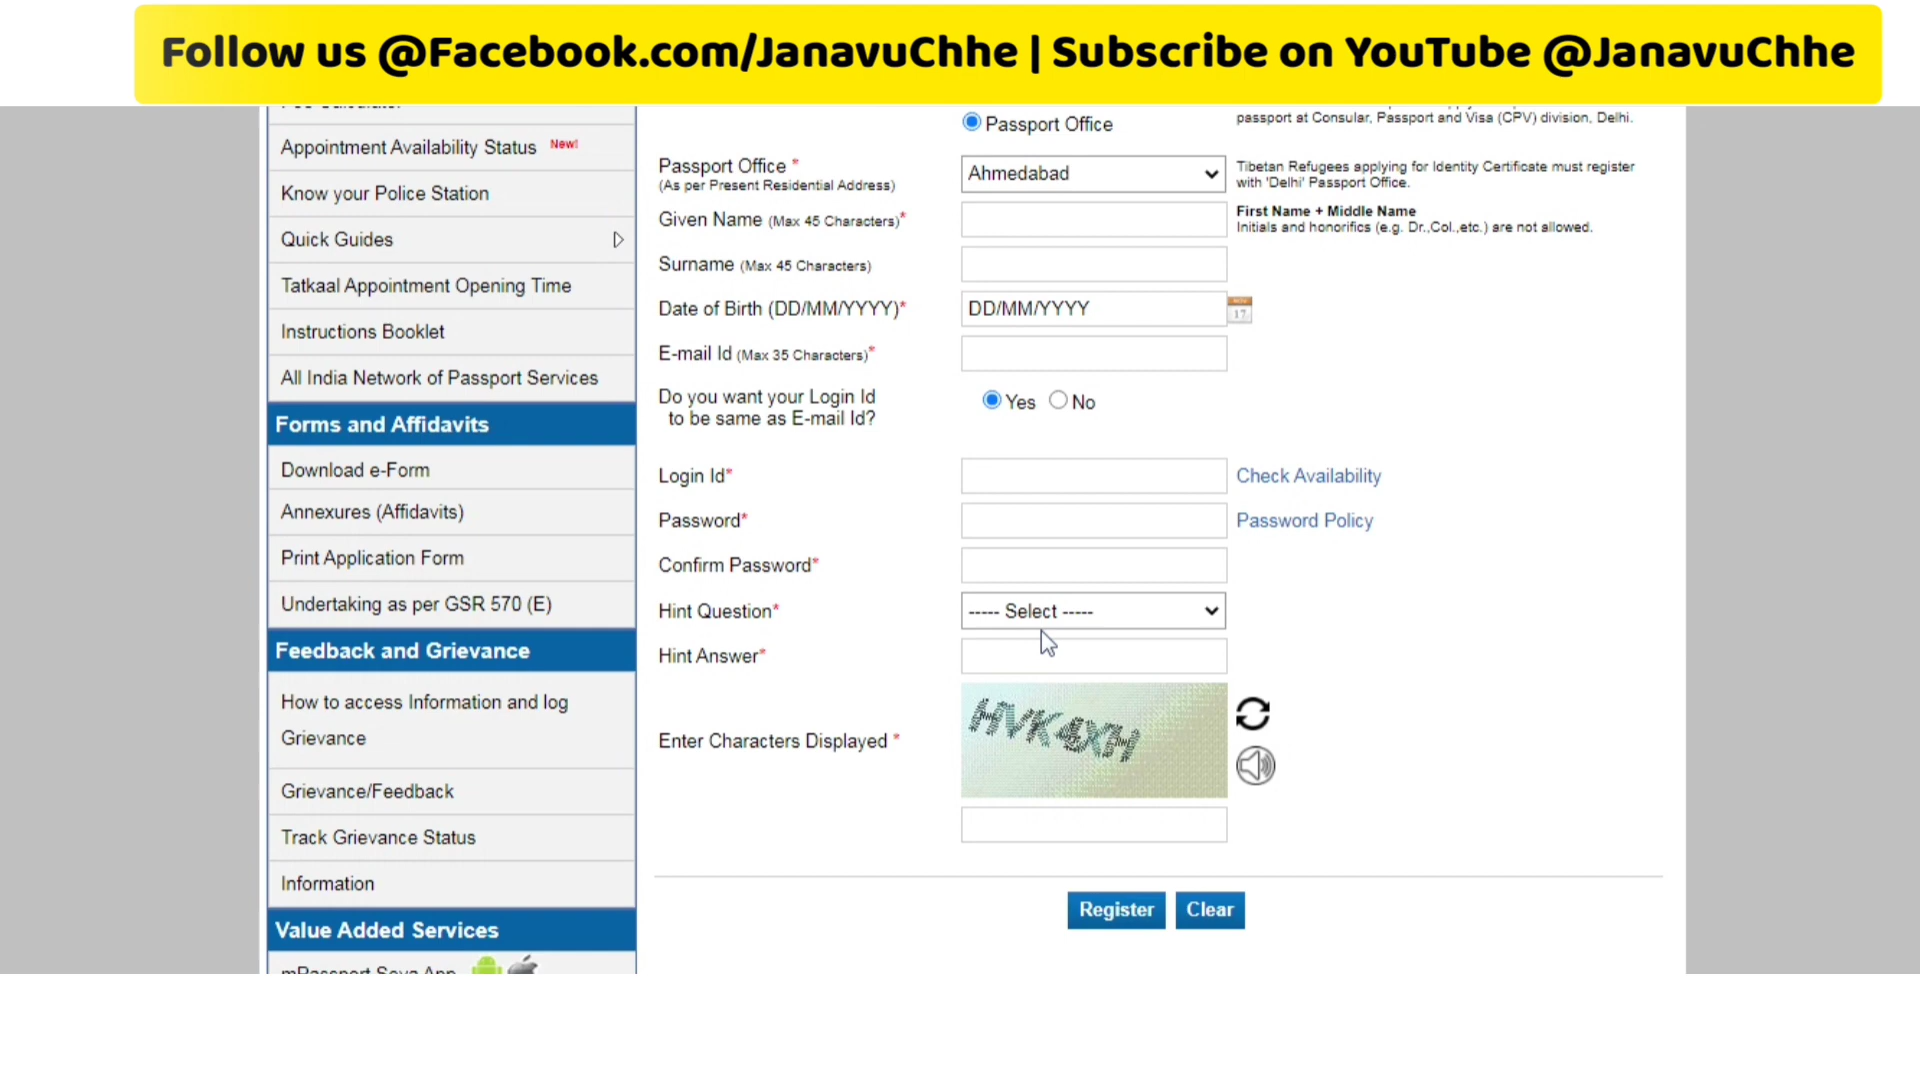 Follow us @Facebook.com/JanavuChhe | Subscribe on YouTube @JanavuChhe
Appointment Availability Status New!
Know your Police Station
Quick Guides
Tatkaal Appointment Opening Time
Instructions Booklet
All India Network of Passport Services
Forms and Affidavits
Download e-Form
Annexures (Affidavits)
Print Application Form
Undertaking as per GSR 570 (E)
Feedback and Grievance
How to access Information and log
Grievance
Grievance/Feedback
Track Grievance Status
Information
Value Added Services
mPassport Seva App
Passport Office
passport at Consular, Passport and Visa (CPV) division, Delhi.
Passport Office *
(As per Present Residential Address)
Ahmedabad
Tibetan Refugees applying for Identity Certificate must register
with 'Delhi' Passport Office.
Given Name (Max 45 Characters)*
First Name + Middle Name
Initials and honorifics (e.g. Dr.,Col.,etc.) are not allowed.
Surname (Max 45 Characters)
Date of Birth (DD/MM/YYYY)*
DD/MM/YYYY
17
E-mail Id (Max 35 Characters)*
Do you want your Login Id
to be same as E-mail Id?
Yes No
Login Id*
Check Availability
Password*
Password Policy
Confirm Password*
Hint Question*
----- Select -----
Hint Answer*
Enter Characters Displayed *
HVK4XH
Register Clear